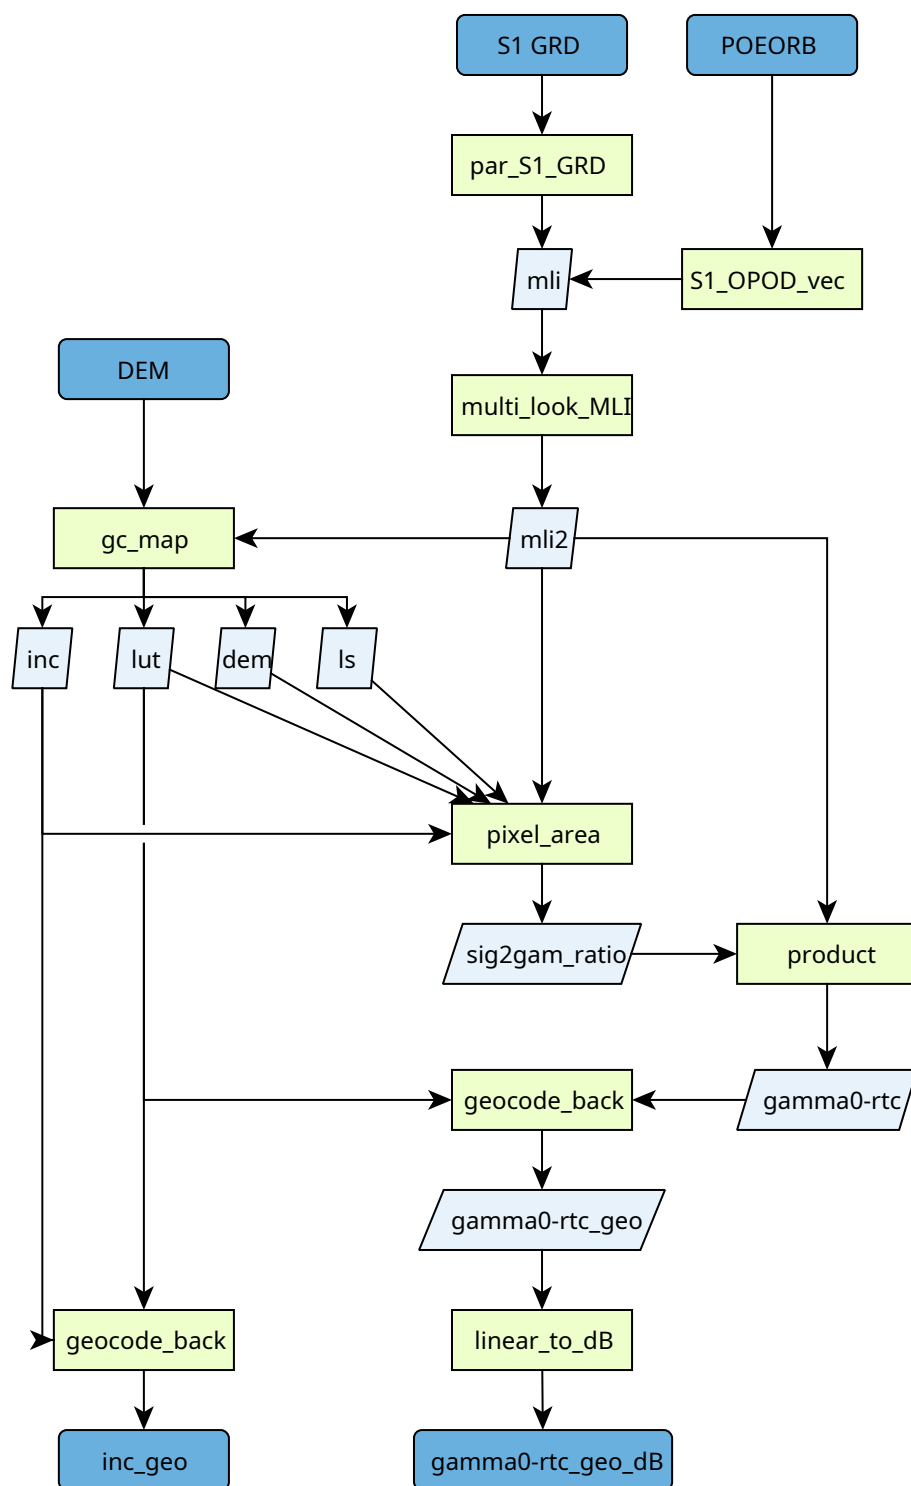 S1 GRD
POEORB
par_S1_GRD
mli
S1_OPOD_vec
DEM
multi_look_MLI
gc_map
mli2
inc
lut
dem
ls
pixel_area
sig2gam_ratio
product
geocode_back
gamma0-rtc
gamma0-rtc_geo
geocode_back
linear_to_dB
inc_geo
gamma0-rtc_geo_dB